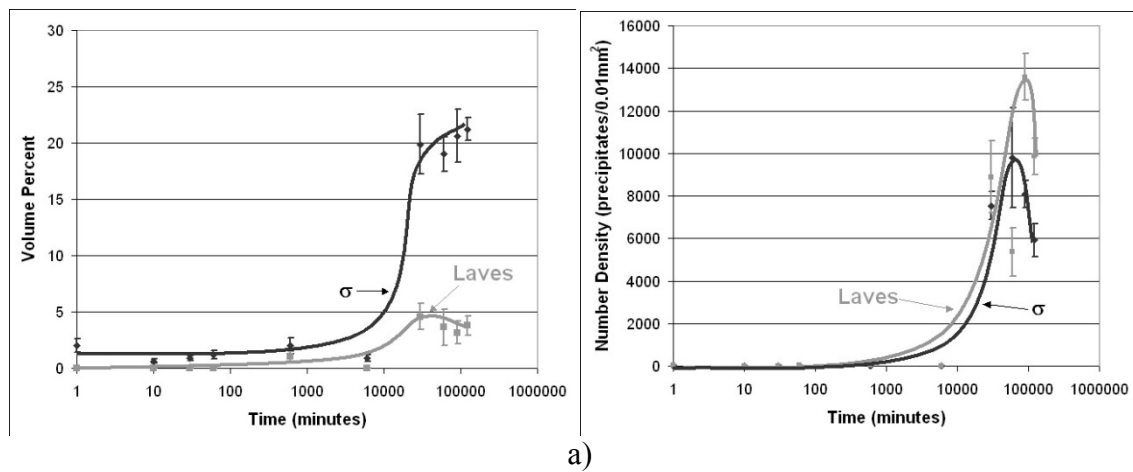 Volume Percent
30
25
20
15
10
5
0
σ
Laves
1 10 100 1000 10000 100000 1000000
Time (minutes)
Number Density (precipitates/0.01mm²)
16000
14000
12000
10000
8000
6000
4000
2000
0
Laves
σ
1 10 100 1000 10000 100000 1000000
Time (minutes)
a)